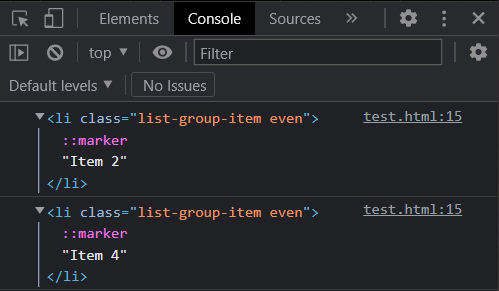 Elements Console Sources »
top ▼ Filter
Default levels ▼ No Issues
▼<li class="list-group-item even"> test.html:15
::marker
"Item 2"
</li>
▼<li class="list-group-item even"> test.html:15
::marker
"Item 4"
</li>